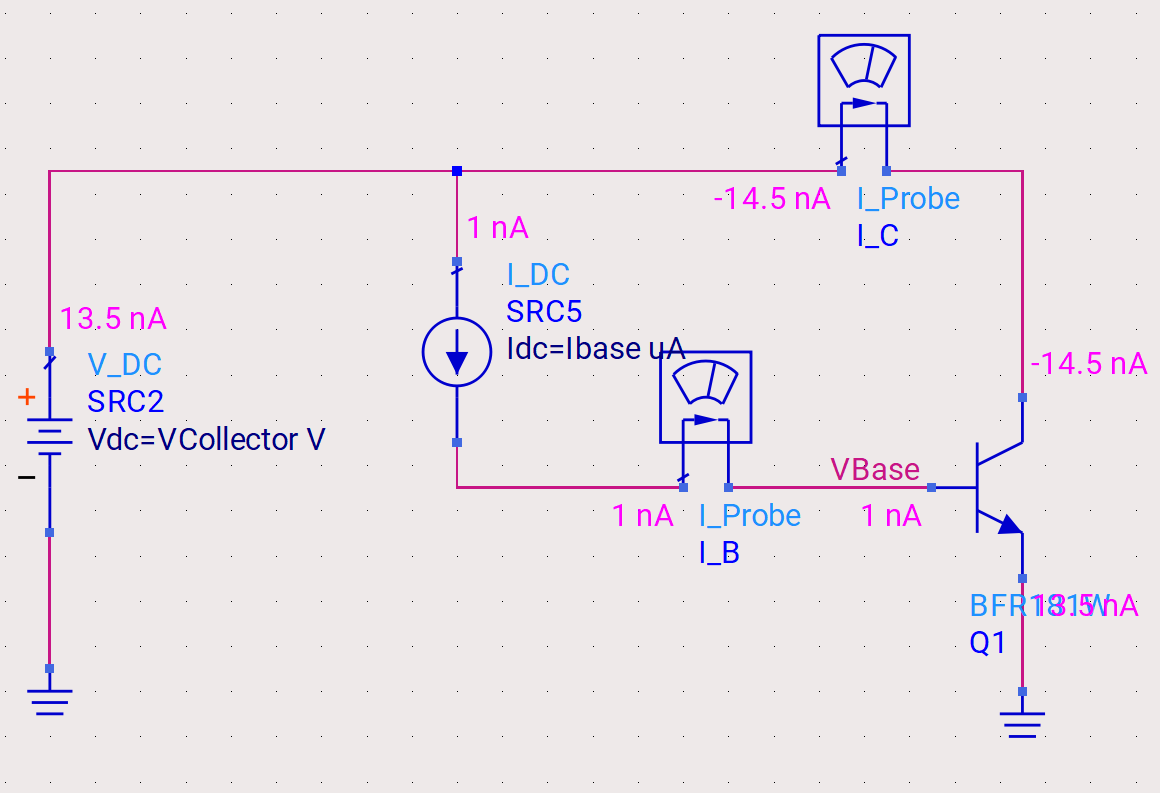 -14.5 nA
I_Probe
I_C
1 nA
I_DC
SRC5
Idc=Ibase uA
13.5 nA
V_DC
SRC2
Vdc=VCollector V
+
−
-14.5 nA
VBase
1 nA
I_Probe
I_B
1 nA
BFR181W
13.5 nA
Q1